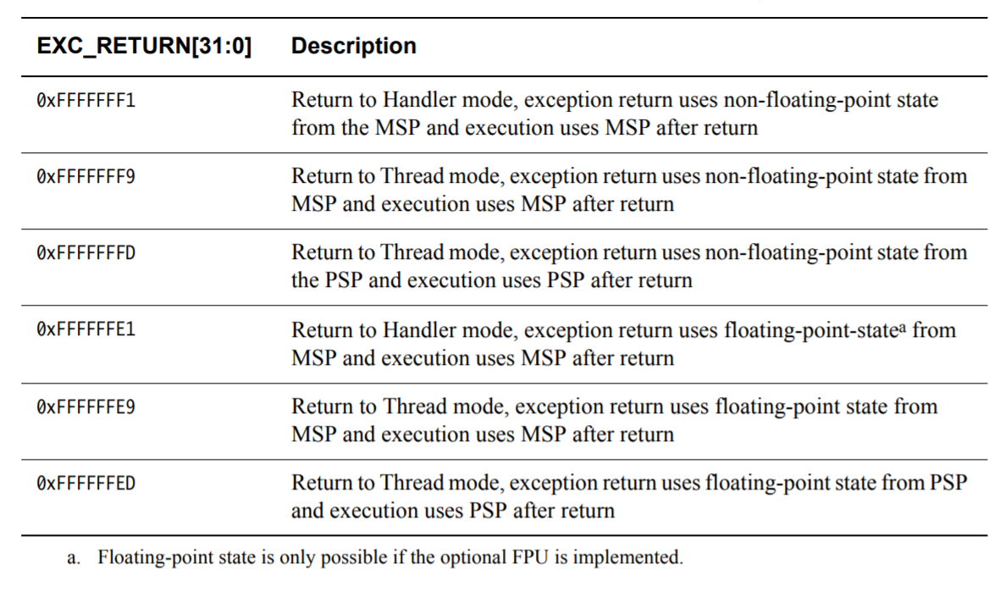 EXC_RETURN[31:0] Description
0xFFFFFFF1 Return to Handler mode, exception return uses non-floating-point state
from the MSP and execution uses MSP after return
0xFFFFFFF9 Return to Thread mode, exception return uses non-floating-point state from
MSP and execution uses MSP after return
0xFFFFFFFD Return to Thread mode, exception return uses non-floating-point state from
the PSP and execution uses PSP after return
0xFFFFFFE1 Return to Handler mode, exception return uses floating-point-stateᵃ from
MSP and execution uses MSP after return
0xFFFFFFE9 Return to Thread mode, exception return uses floating-point state from
MSP and execution uses MSP after return
0xFFFFFFED Return to Thread mode, exception return uses floating-point state from PSP
and execution uses PSP after return
a. Floating-point state is only possible if the optional FPU is implemented.